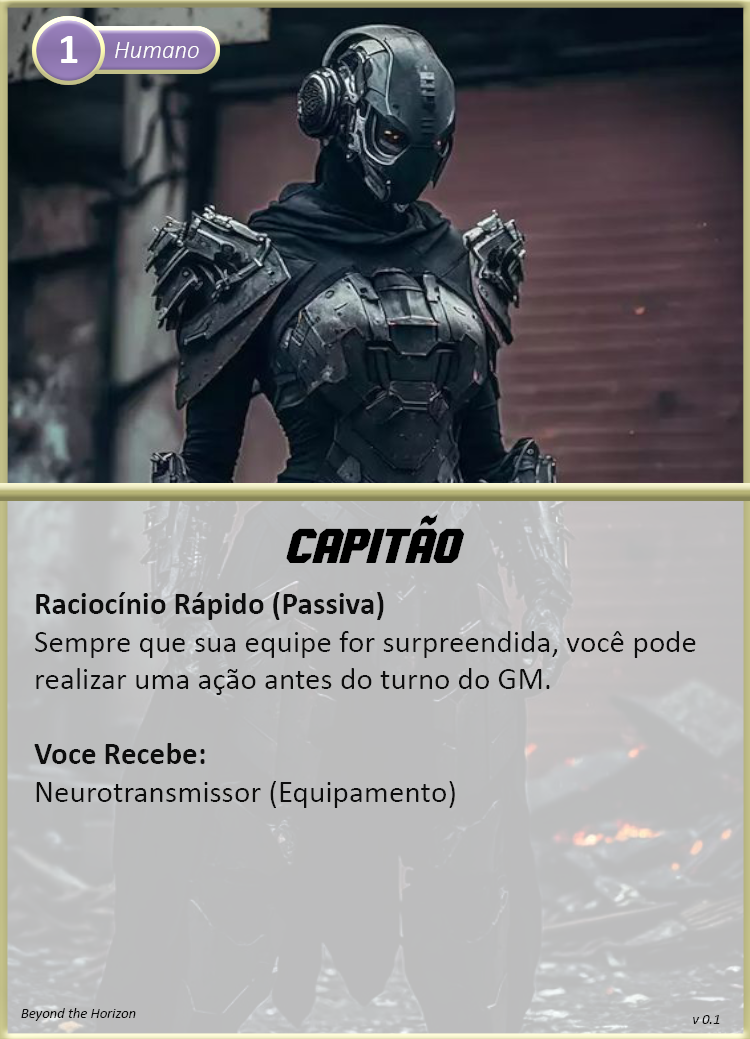 1 Humano
CAPITÃO
Raciocínio Rápido (Passiva)
Sempre que sua equipe for surpreendida, você pode
realizar uma ação antes do turno do GM.
Voce Recebe:
Neurotransmissor (Equipamento)
Beyond the Horizon
v 0.1